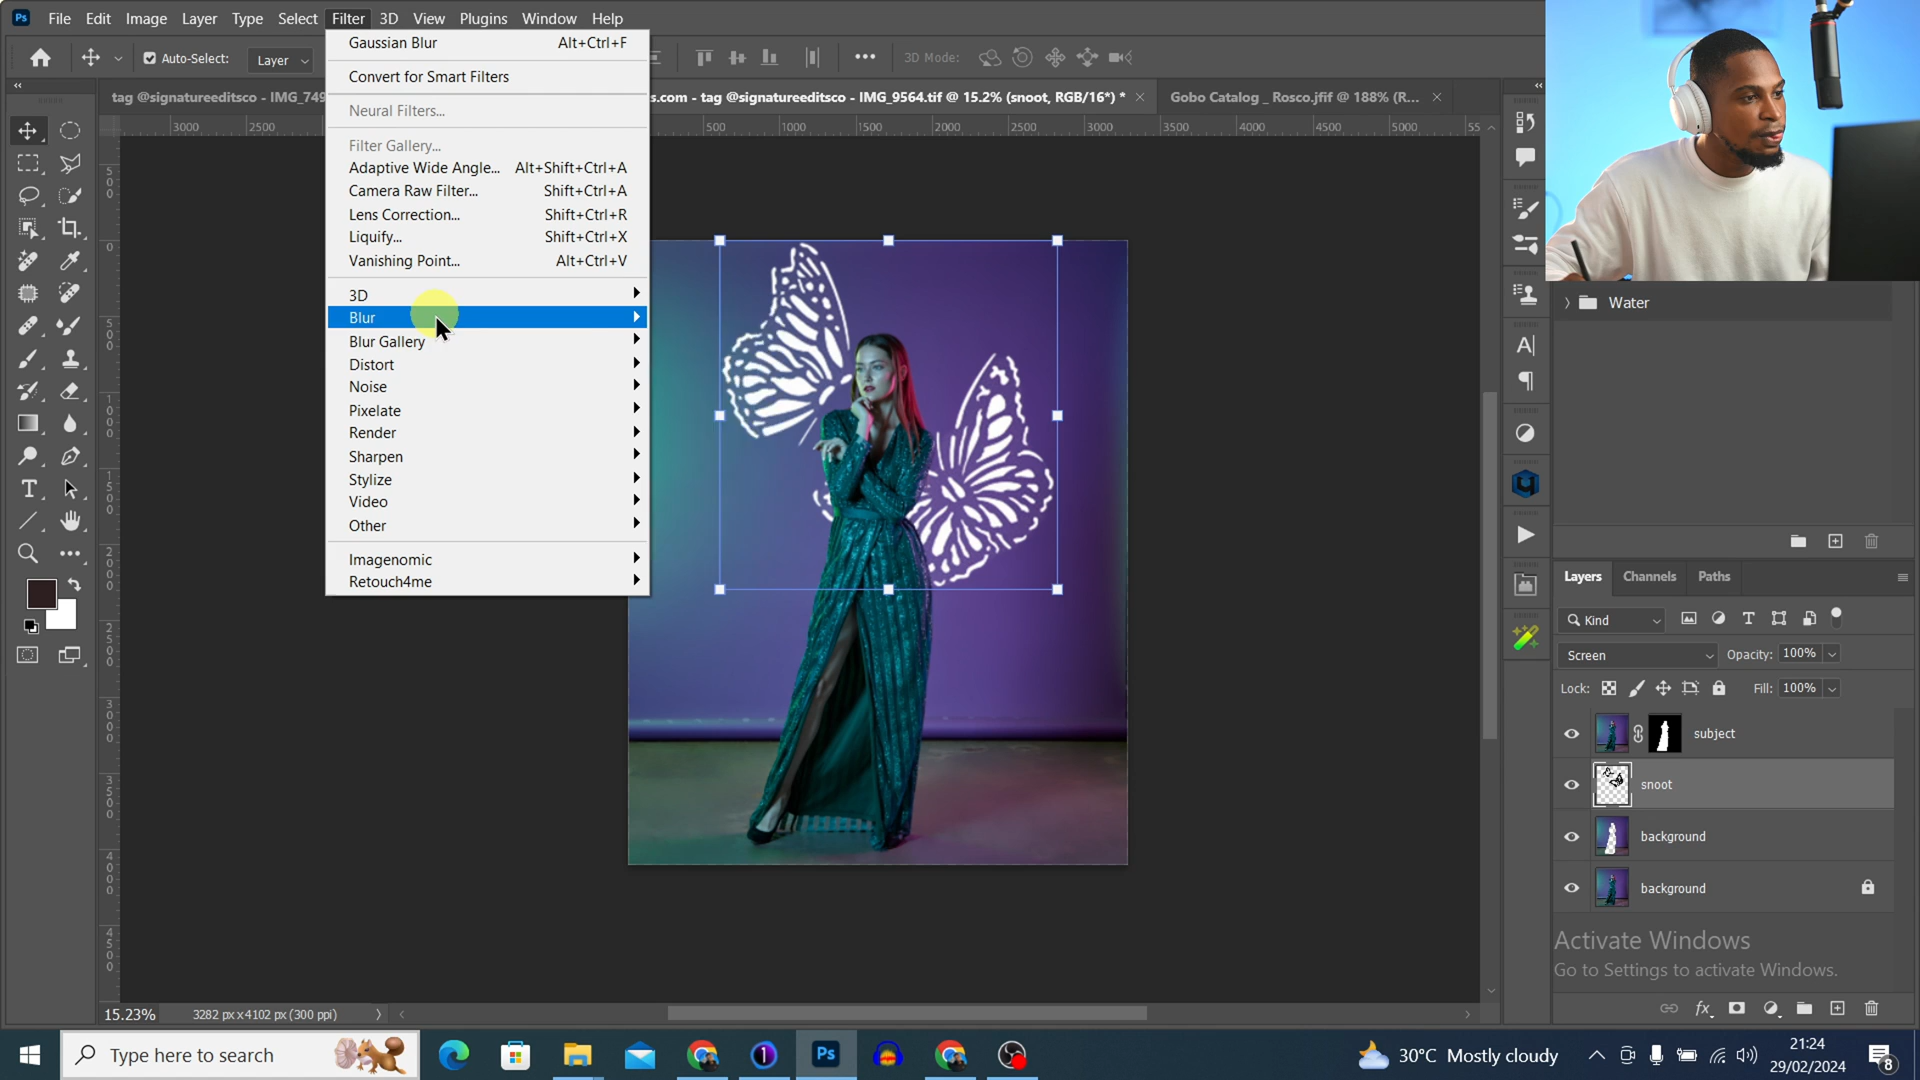 Ps File Edit Image Layer Type Select Filter 3D View Plugins Window Help
Auto-Select: Layer
3D Mode:
tag @signatureeditsco - IMG_749
s.com - tag @signatureeditsco - IMG_9564.tif @ 15.2% (snoot, RGB/16*) *
Gobo Catalog _ Rosco.jfif @ 188% (R...
3000 2500 500 1000 1500 2000 2500 3000 3500 4000 4500 5000 55
Gaussian Blur Alt+Ctrl+F
Convert for Smart Filters
Neural Filters...
Filter Gallery...
Adaptive Wide Angle... Alt+Shift+Ctrl+A
Camera Raw Filter... Shift+Ctrl+A
Lens Correction... Shift+Ctrl+R
Liquify... Shift+Ctrl+X
Vanishing Point... Alt+Ctrl+V
3D
Blur
Blur Gallery
Distort
Noise
Pixelate
Render
Sharpen
Stylize
Video
Other
Imagenomic
Retouch4me
Water
Layers Channels Paths
Kind
Screen Opacity: 100%
Lock: Fill: 100%
subject
snoot
background
background
Activate Windows
Go to Settings to activate Windows.
15.23% 3282 px x 4102 px (300 ppi)
Type here to search
Ps
30°C Mostly cloudy
21:24
29/02/2024
8